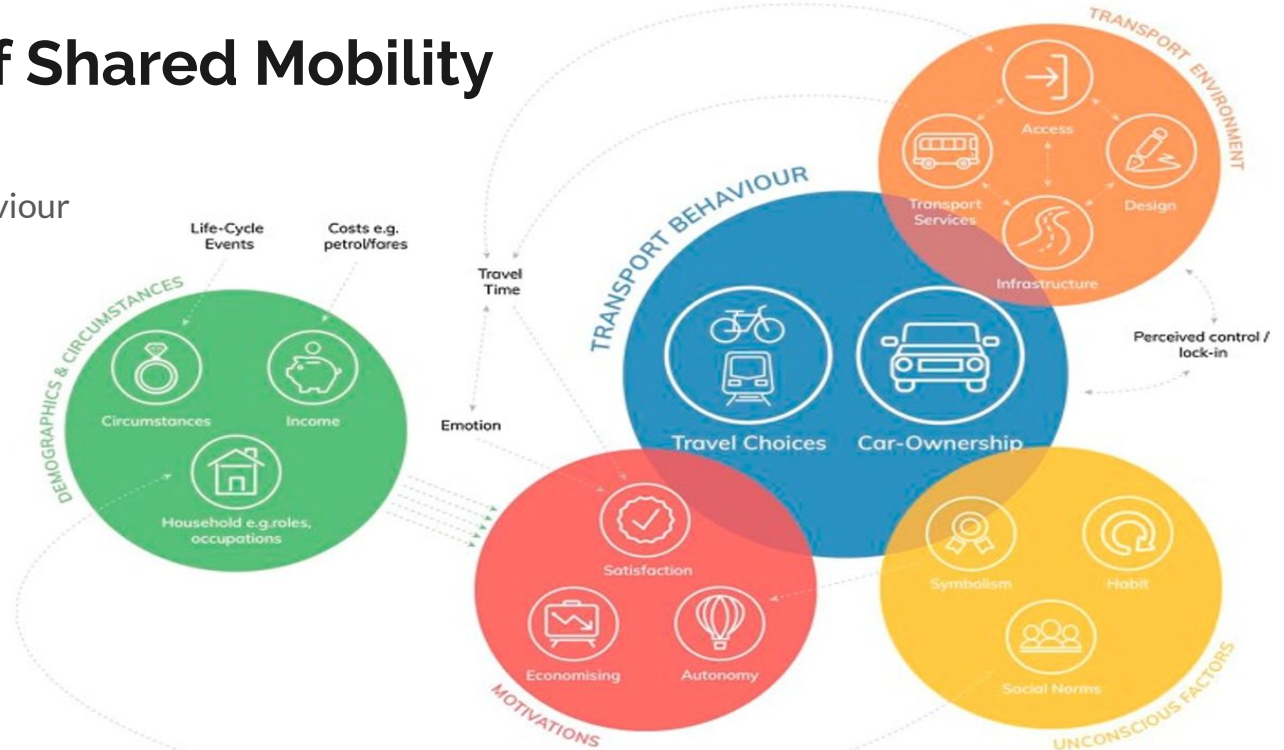 f Shared Mobility
viour
TRANSPORT ENVIRONMENT
Access
Transport
Services
Design
Infrastructure
TRANSPORT BEHAVIOUR
Travel Choices
Car-Ownership
Life-Cycle
Events
Costs e.g.
petrol/fares
Travel
Time
Emotion
Perceived control /
lock-in
DEMOGRAPHICS & CIRCUMSTANCES
Circumstances
Income
Household e.g.roles,
occupations
Satisfaction
Economising
Autonomy
MOTIVATIONS
Symbolism
Habit
Social Norms
UNCONSCIOUS FACTORS